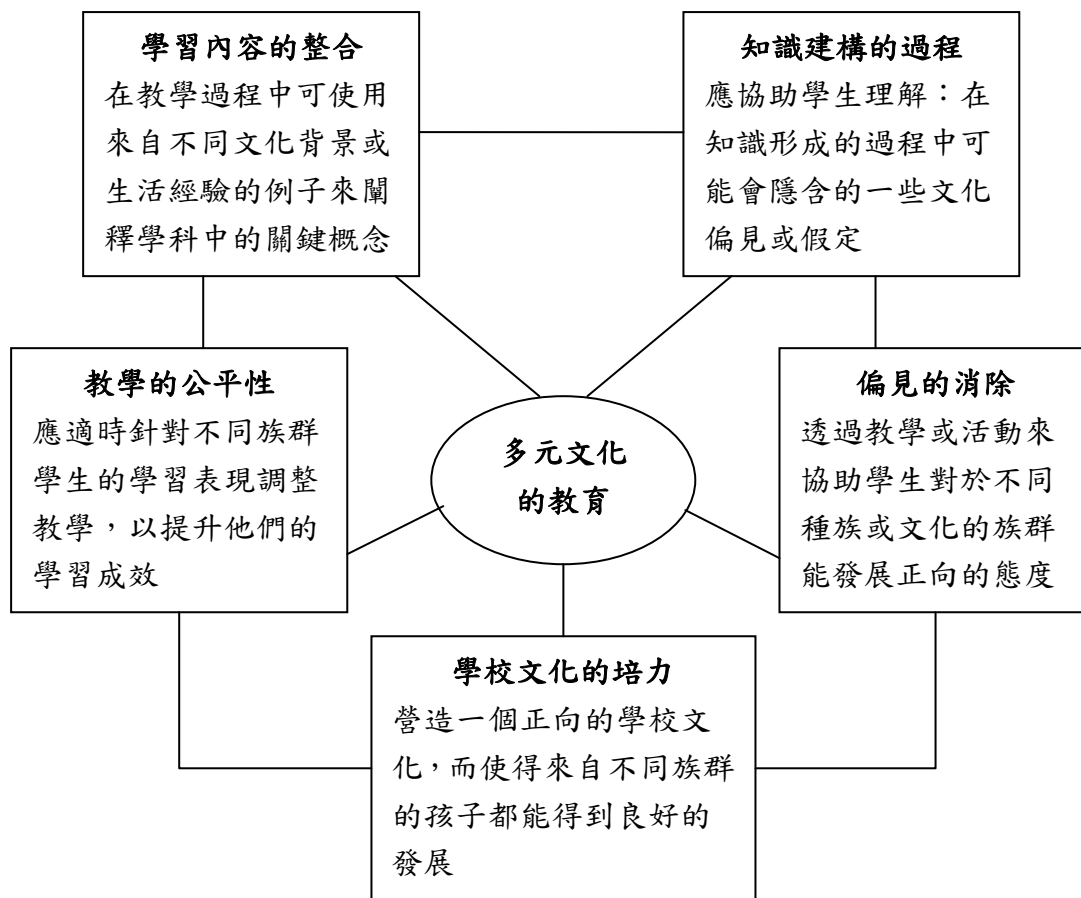 學習內容的整合
在教學過程中可使用
來自不同文化背景或
生活經驗的例子來闡
釋學科中的關鍵概念
知識建構的過程
應協助學生理解：在
知識形成的過程中可
能會隱含的一些文化
偏見或假定
教學的公平性
應適時針對不同族群
學生的學習表現調整
教學，以提升他們的
學習成效
多元文化
的教育
偏見的消除
透過教學或活動來
協助學生對於不同
種族或文化的族群
能發展正向的態度
學校文化的培力
營造一個正向的學校文
化，而使得來自不同族群
的孩子都能得到良好的
發展